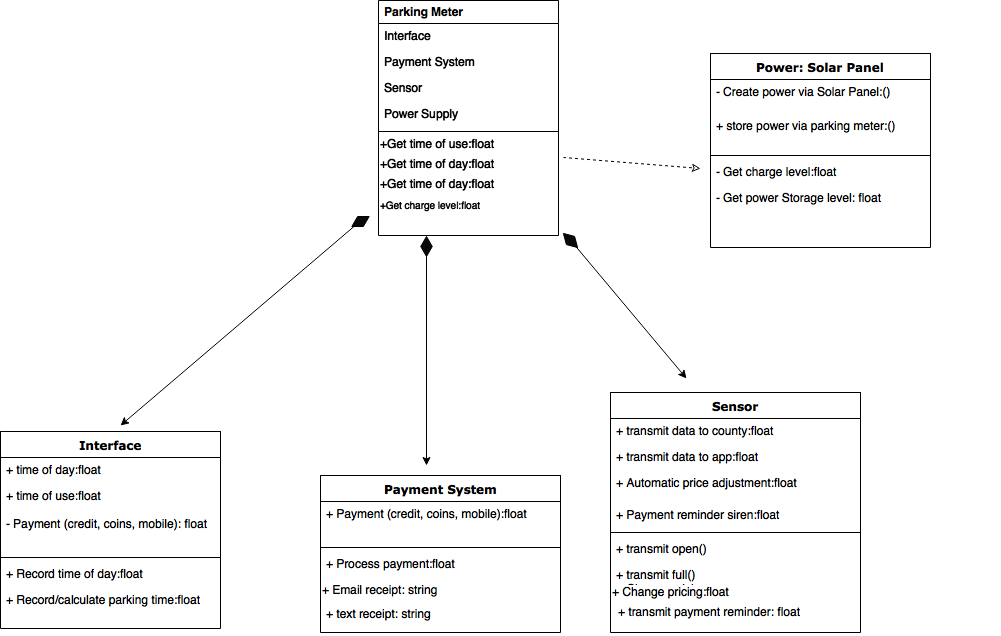 Parking Meter
Interface
Payment System
Sensor
Power Supply
+Get time of use:float
+Get time of day:float
+Get time of day:float
+Get charge level:float
Power: Solar Panel
- Create power via Solar Panel:()
+ store power via parking meter:()
- Get charge level:float
- Get power Storage level: float
Interface
+ time of day:float
+ time of use:float
- Payment (credit, coins, mobile): float
+ Record time of day:float
+ Record/calculate parking time:float
Payment System
+ Payment (credit, coins, mobile):float
+ Process payment:float
+ Email receipt: string
+ text receipt: string
Sensor
+ transmit data to county:float
+ transmit data to app:float
+ Automatic price adjustment:float
+ Payment reminder siren:float
+ transmit open()
+ transmit full()
+ Change pricing:float
+ transmit payment reminder: float